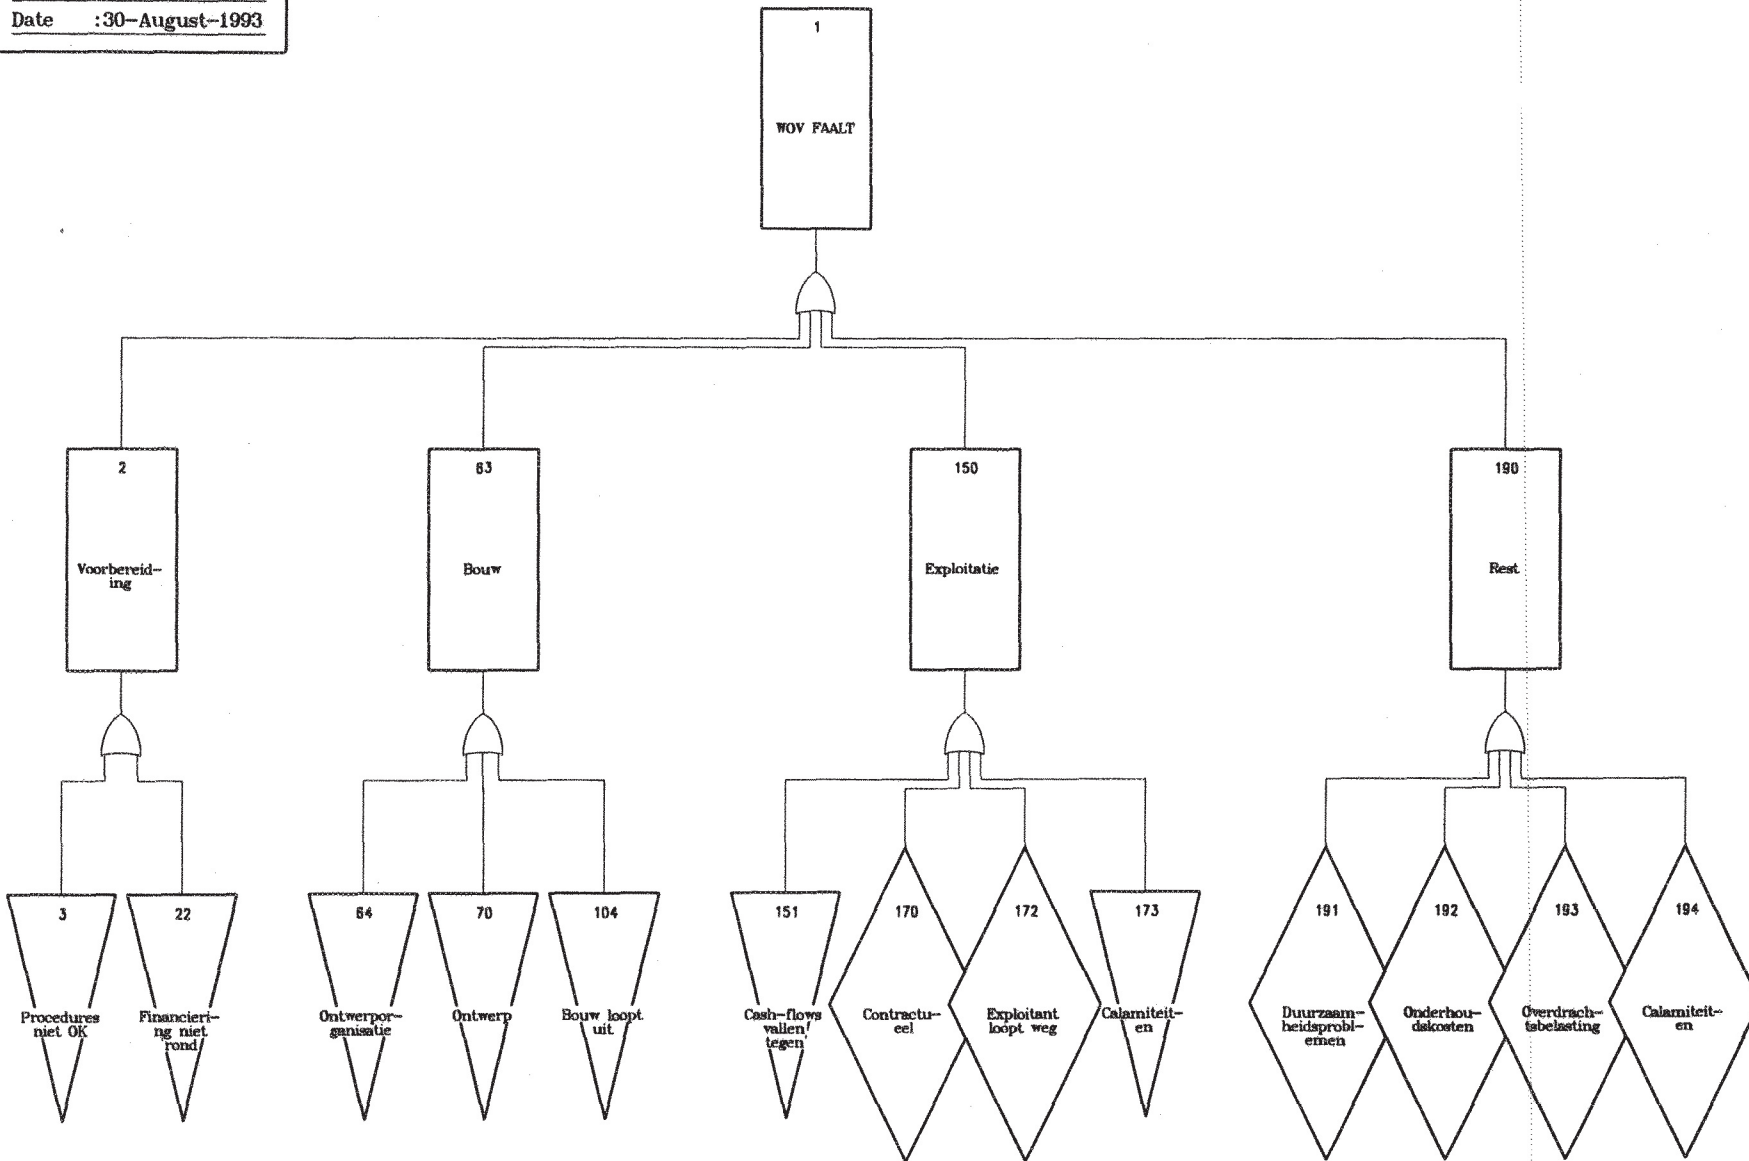 Date :30-August-1993
1
WOV FAALT
2
Voorbereid-
ing
63
Bouw
150
Exploitatie
190
Rest
3
Procedures
niet OK
22
Financieri-
ng niet
rond
64
Ontwerpor-
ganisatie
70
Ontwerp
104
Bouw loopt
uit
151
Cash-flows
vallen
tegen
170
Contractu-
eel
172
Exploitant
loopt weg
173
Calamiteit-
en
191
Duurzaam-
heidsprobl-
emen
192
Onderhou-
dskosten
193
Overdrach-
tsbelasting
194
Calamiteit-
en